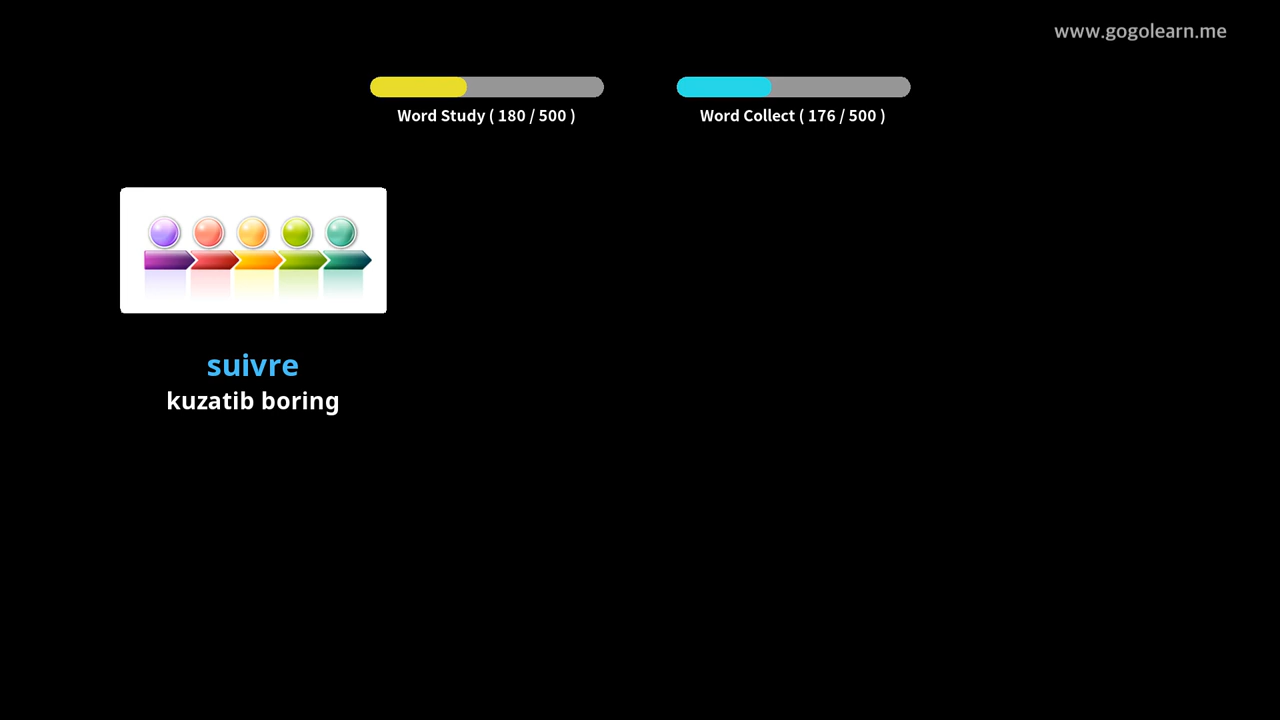 www.gogolearn.me
Word Study ( 180 / 500 )
Word Collect ( 176 / 500 )
suivre
kuzatib boring